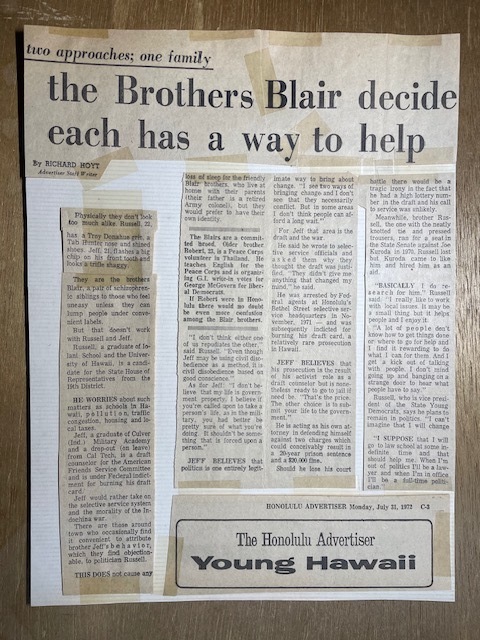 two approaches; one family
the Brothers Blair decide
each has a way to help
By RICHARD HOYT
Advertiser Staff Writer
Physically they don't look
too much alike. Russell, 22,
has a Troy Donahue grin, a
Tab Hunter nose and shined
shoes. Jeff, 21, flashes a big
chip on his front tooth and
looks a trifle shaggy.
They are the brothers
Blair, a pair of schizophren-
ic siblings to those who feel
uneasy unless they can
lump people under conven-
ient labels.
But that doesn't work
with Russell and Jeff.
Russell, a graduate of Io-
lani School and the Univer-
sity of Hawaii, is a candi-
date for the State House of
Representatives from the
19th District.
HE WORRIES about such
matters as schools in Ha-
waii, pollution, traffic
congestion, housing and lo-
cal taxes.
Jeff, a graduate of Culver
(Ind.) Military Academy
and a drop-out (on leave)
from Cal Tech, is a draft
counselor for the American
Friends Service Committee
and is under Federal indict-
ment for burning his draft
card.
Jeff would rather take on
the selective service system
and the morality of the In-
dochina war.
There are those around
town who occasionally find
it convenient to attribute
brother Jeff's behavior,
which they find objection-
able, to politician Russell.
THIS DOES not cause any
loss of sleep for the friendly
Blair brothers, who live at
home with their parents
(their father is a retired
Army colonel), but they
would prefer to have their
own identity.
The Blairs are a commit-
ted brood. Older brother
Robert, 25, a Peace Corps
volunteer in Thailand. He
teaches English for the
Peace Corps and is organiz-
ing G.I. write-in votes for
George McGovern for liber-
al Democrats.
If Robert were in Hono-
lulu there would no doubt
be even more confusion
among the Blair brothers.
"I don't think either one
of us repudiates the other,"
said Russell. "Even though
Jeff may be using civil diso-
bedience as a method, it is
civil disobedience based on
good conscience."
As for Jeff: "I don't be-
lieve that my life is govern-
ment property. I believe if
you're called upon to take a
person's life, as in the mili-
tary, you had better be
pretty sure of what you're
doing. It shouldn't be some-
thing that is forced upon a
person."
JEFF BELIEVES that
politics is one entirely legit-
imate way to bring about
change. "I see two ways of
bringing change and I don't
see that they necessarily
conflict. But in some areas
I don't think people can af-
ford a long wait."
For Jeff that area is the
draft and the war.
He said he wrote to selec-
tive service officials and
asked them why they
thought the draft was justi-
fied. "They didn't give me
anything that changed my
mind," he said.
He was arrested by Fed-
eral agents at Honolulu's
Bethel Street selective ser-
vice headquarters in No-
vember, 1971 — and was
subsequently indicted for
burning his draft card, a
relatively rare prosecution
in Hawaii.
JEFF BELIEVES that
his prosecution is the result
of his activist role as a
draft counselor but is none-
theless ready to go to jail if
need be. "That's the price.
The other choice is to sub-
mit your life to the govern-
ment."
He is acting as his own at-
torney in defending himself
against two charges which
could conceivably result in
a 20-year prison sentence
and a $20,000 fine.
Should he lose his court
battle there would be a
tragic irony in the fact that
he had a high lottery num-
ber in the draft and his call
to service was unlikely.
Meanwhile, brother Rus-
sell, the one with the neatly
knotted tie and pressed
trousers, ran for a seat in
the State Senate against Joe
Kuroda in 1970. Russell lost
but Kuroda came to like
him and hired him as an
aid.
"BASICALLY I do re-
search for him," Russell
said. "I really like to work
with local issues. It may be
a small thing but it helps
people and I enjoy it.
"A lot of people don't
know how to get things done
or where to go for help and
I find it rewarding to do
what I can for them. And I
get a kick out of talking
with people. I don't mind
going up and banging on a
strange door to hear what
people have to say."
Russell, who is vice presi-
dent of the State Young
Democrats, says he plans to
remain in politics. "I can't
imagine that I will change
"I SUPPOSE that I will
go to law school at some in-
definite time and that
should help me. When I'm
out of politics I'll be a law-
yer and when I'm in office
I'll be a full-time politi-
cian"
HONOLULU ADVERTISER Monday, July 31, 1972 C-3
The Honolulu Advertiser
Young Hawaii